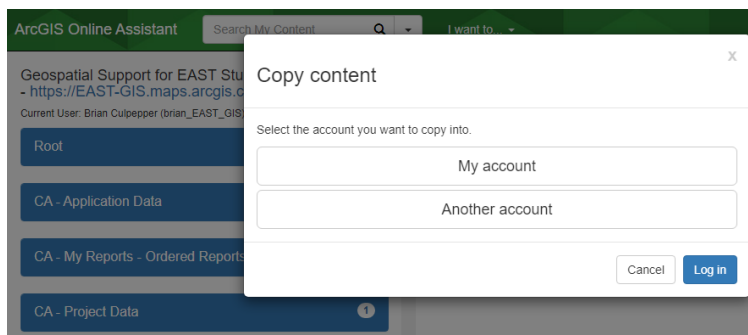 ArcGIS Online Assistant
Search My Content
I want to...
Geospatial Support for EAST Stu
- https://EAST-GIS.maps.arcgis.c
Current User: Brian Culpepper (brian_EAST_GIS)
Root
CA - Application Data
CA - My Reports - Ordered Reports
CA - Project Data
1
X
Copy content
Select the account you want to copy into.
My account
Another account
Cancel
Log in